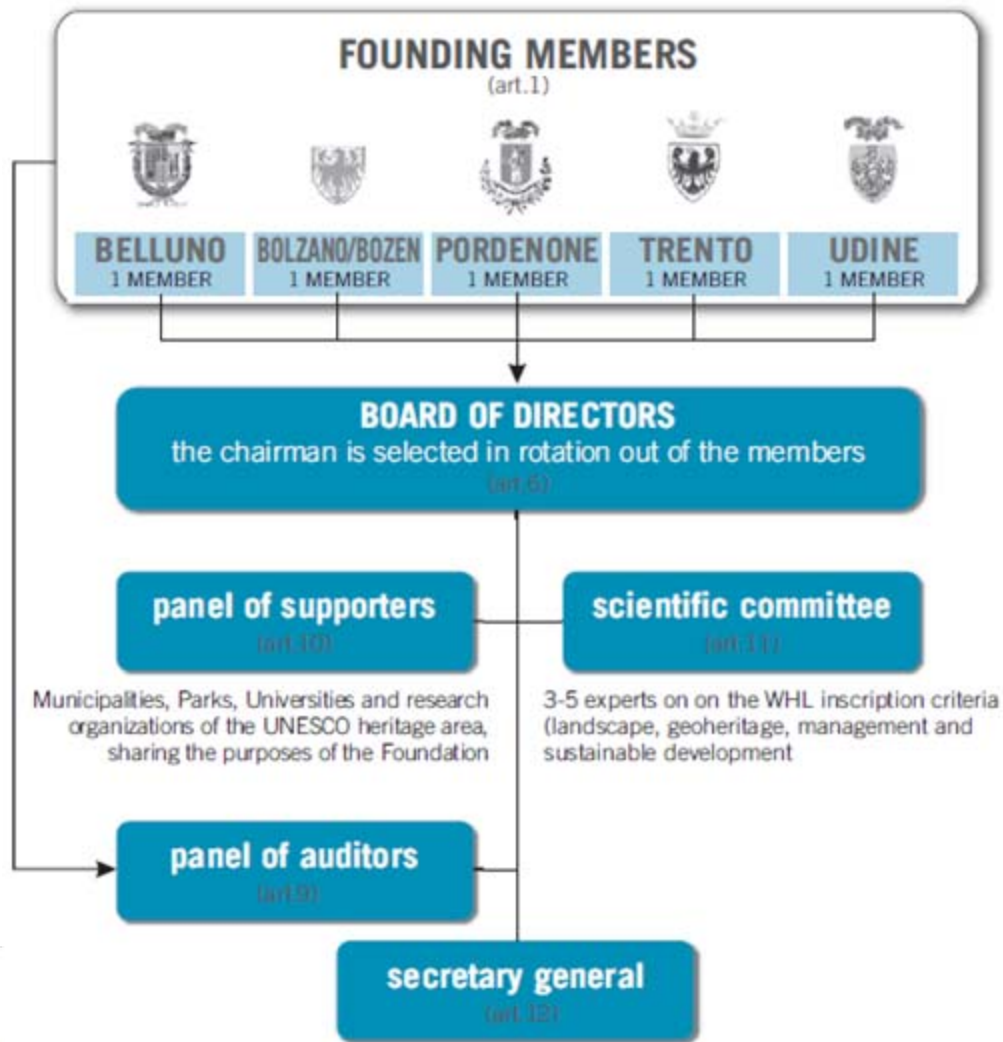 FOUNDING MEMBERS
(art.1)
BELLUNO
1 MEMBER
BOLZANO/BOZEN
1 MEMBER
PORDENONE
1 MEMBER
TRENTO
1 MEMBER
UDINE
1 MEMBER
BOARD OF DIRECTORS
the chairman is selected in rotation out of the members
(art.6)
panel of supporters
(art.10)
Municipalities, Parks, Universities and research
organizations of the UNESCO heritage area,
sharing the purposes of the Foundation
scientific committee
(art.11)
3-5 experts on on the WHL inscription criteria
(landscape, geoheritage, management and
sustainable development
panel of auditors
(art.9)
secretary general
(art.12)